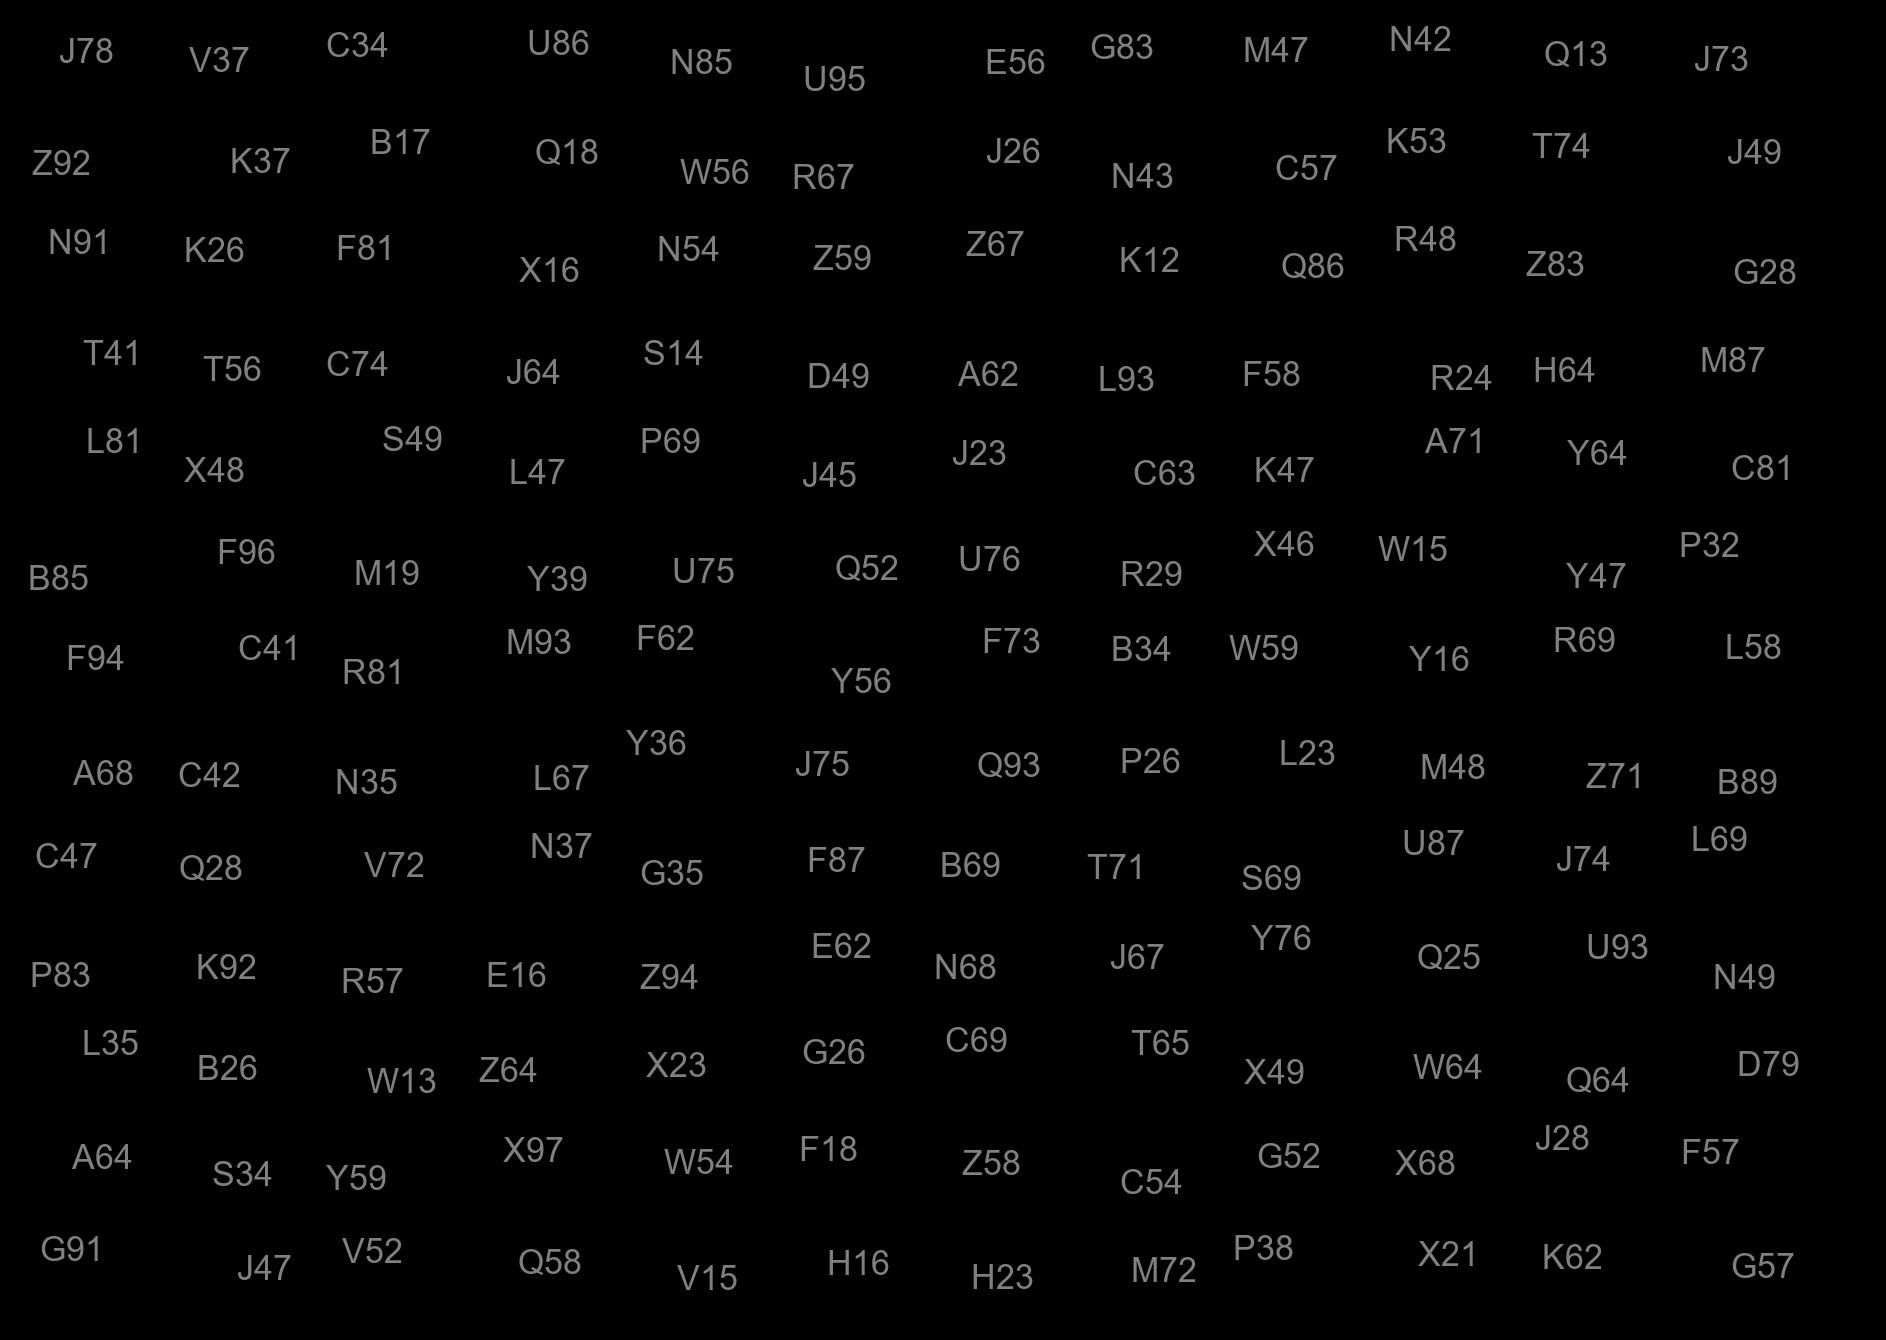 J78 V37 C34 U86 N85 U95 E56 G83 M47 N42 Q13 J73
Z92 K37 B17 Q18 W56 R67 J26 N43 C57 K53 T74 J49
N91 K26 F81 X16 N54 Z59 Z67 K12 Q86 R48 Z83 G28
T41 T56 C74 J64 S14 D49 A62 L93 F58 R24 H64 M87
L81 X48 S49 L47 P69 J45 J23 C63 K47 A71 Y64 C81
B85 F96 M19 Y39 U75 Q52 U76 R29 X46 W15 Y47 P32
F94 C41 R81 M93 F62 Y56 F73 B34 W59 Y16 R69 L58
A68 C42 N35 L67 Y36 J75 Q93 P26 L23 M48 Z71 B89
C47 Q28 V72 N37 G35 F87 B69 T71 S69 U87 J74 L69
P83 K92 R57 E16 Z94 E62 N68 J67 Y76 Q25 U93 N49
L35 B26 W13 Z64 X23 G26 C69 T65 X49 W64 Q64 D79
A64 S34 Y59 X97 W54 F18 Z58 C54 G52 X68 J28 F57
G91 J47 V52 Q58 V15 H16 H23 M72 P38 X21 K62 G57